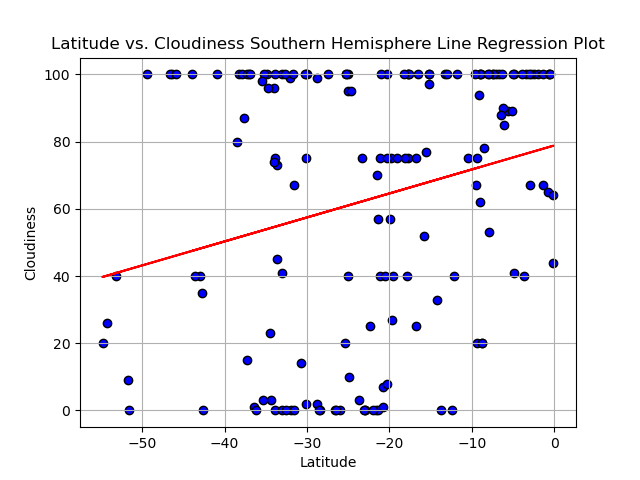 Latitude vs. Cloudiness Southern Hemisphere Line Regression Plot
100
80
60
40
20
0
Cloudiness
−50 −40 −30 −20 −10 0
Latitude